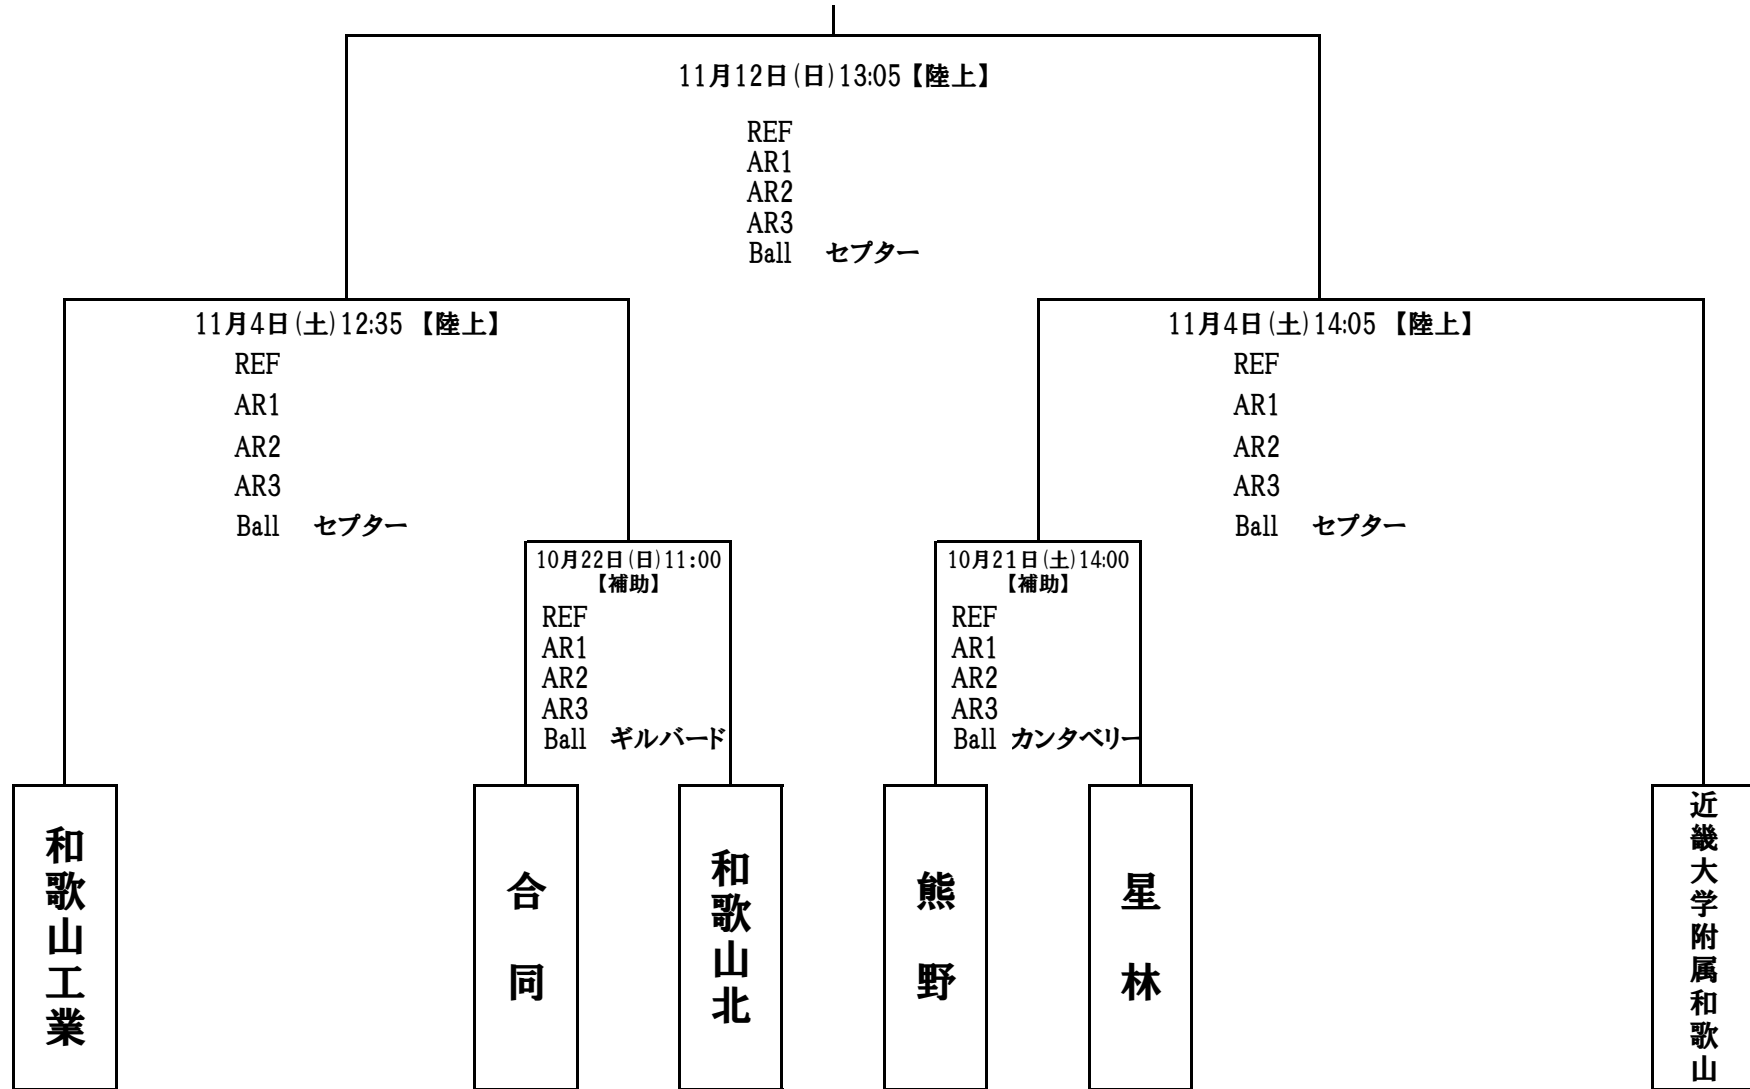 11月12日(日)13:05【陸上】
REF
AR1
AR2
AR3
Ball セプター
11月4日(土)12:35 【陸上】
REF
AR1
AR2
AR3
Ball セプター
11月4日(土)14:05 【陸上】
REF
AR1
AR2
AR3
Ball セプター
10月22日(日)11:00
【補助】
REF
AR1
AR2
AR3
Ball ギルバード
10月21日(土)14:00
【補助】
REF
AR1
AR2
AR3
Ball カンタベリー
和歌山工業
合同
和歌山北
熊野
星林
近畿大学附属和歌山